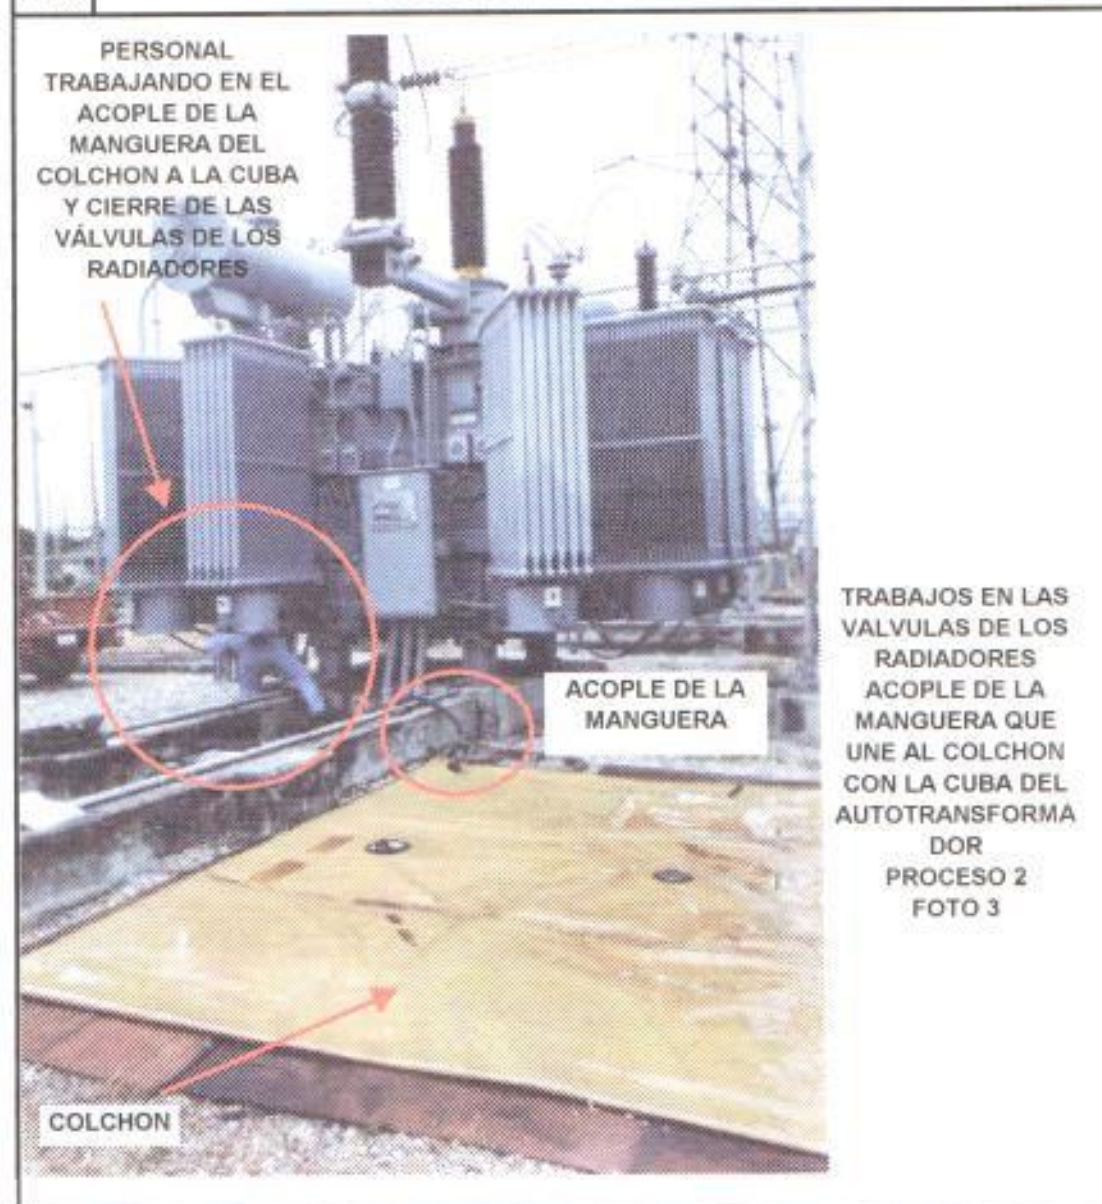 PERSONAL
TRABAJANDO EN EL
ACOPLE DE LA
MANGUERA DEL
COLCHON A LA CUBA
Y CIERRE DE LAS
VÁLVULAS DE LOS
RADIADORES
ACOPLE DE LA
MANGUERA
COLCHON
TRABAJOS EN LAS
VALVULAS DE LOS
RADIADORES
ACOPLE DE LA
MANGUERA QUE
UNE AL COLCHON
CON LA CUBA DEL
AUTOTRANSFORMA
DOR
PROCESO 2
FOTO 3